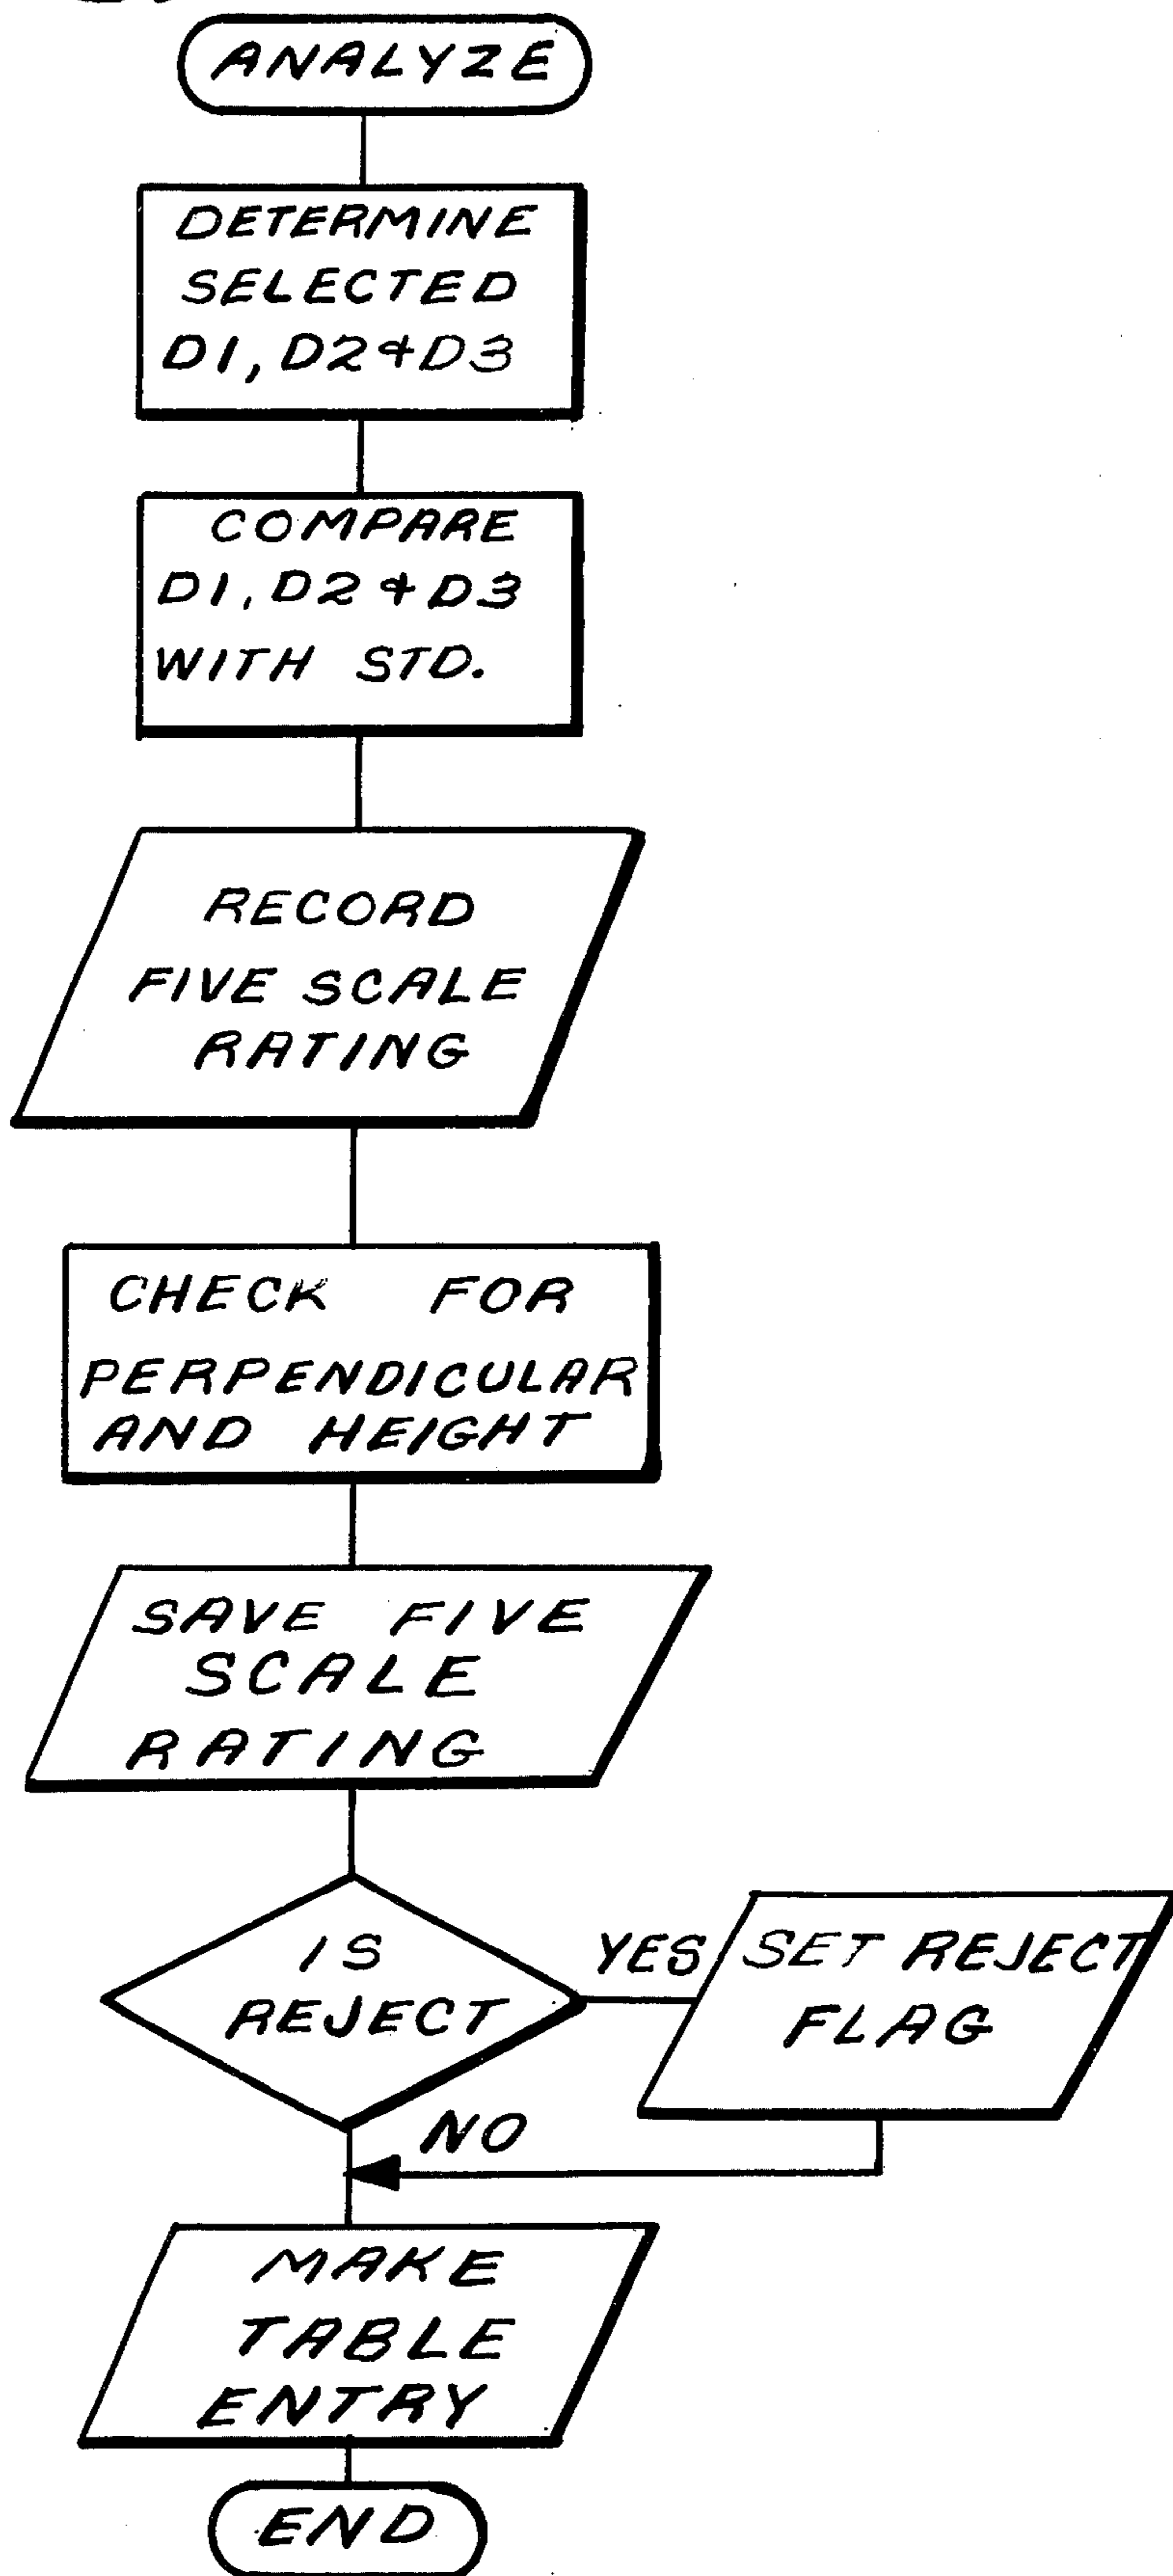 ANALYZE
DETERMINE
SELECTED
D1, D2 & D3
COMPARE
D1, D2 & D3
WITH STD.
RECORD
FIVE SCALE
RATING
CHECK FOR
PERPENDICULAR
AND HEIGHT
SAVE FIVE
SCALE
RATING
IS
REJECT
YES
SET REJECT
FLAG
NO
MAKE
TABLE
ENTRY
END